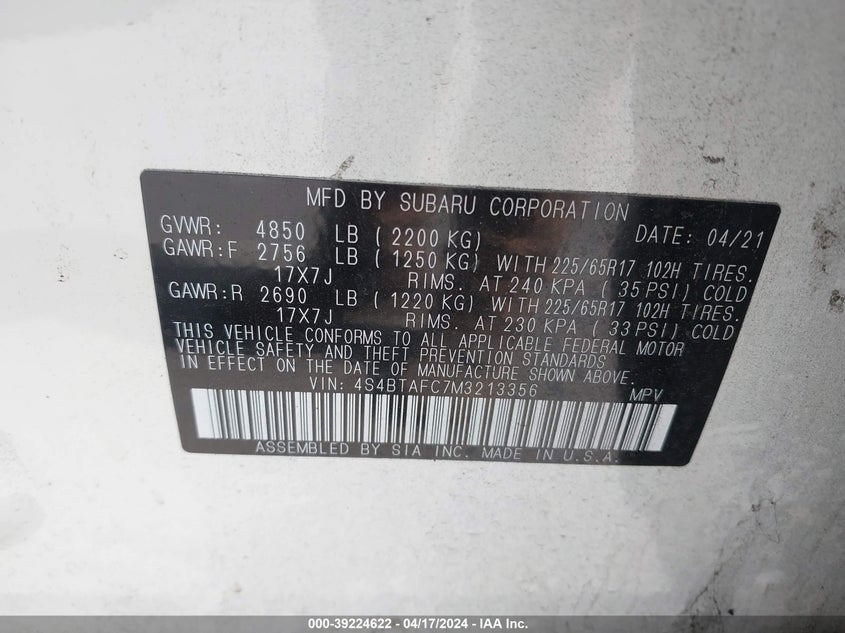 MFD BY SUBARU CORPORATION
GVWR: 4850 LB ( 2200 KG) DATE: 04/21
GAWR:F 2756 LB ( 1250 KG) WITH 225/65R17 102H TIRES.
17X7J RIMS. AT 240 KPA ( 35 PSI) COLD
GAWR:R 2690 LB ( 1220 KG) WITH 225/65R17 102H TIRES.
17X7J RIMS. AT 230 KPA ( 33 PSI) COLD
THIS VEHICLE CONFORMS TO ALL APPLICABLE FEDERAL MOTOR
VEHICLE SAFETY AND THEFT PREVENTION STANDARDS
IN EFFECT ON THE DATE OF MANUFACTURE SHOWN ABOVE.
VIN: 4S4BTAFC7M3213356 MPV
ASSEMBLED BY SIA INC. MADE IN U.S.A.
000-39224622 - 04/17/2024 - IAA Inc.